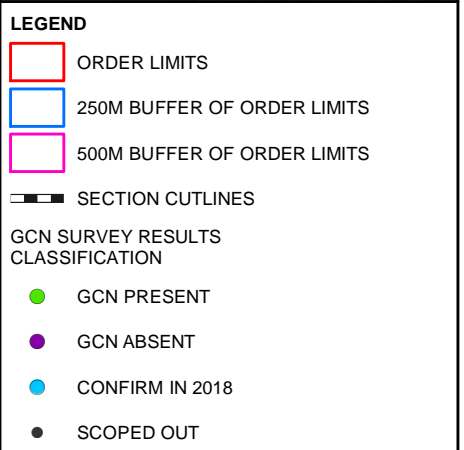 LEGEND
ORDER LIMITS
250M BUFFER OF ORDER LIMITS
500M BUFFER OF ORDER LIMITS
SECTION CUTLINES
GCN SURVEY RESULTS
CLASSIFICATION
GCN PRESENT
GCN ABSENT
CONFIRM IN 2018
SCOPED OUT